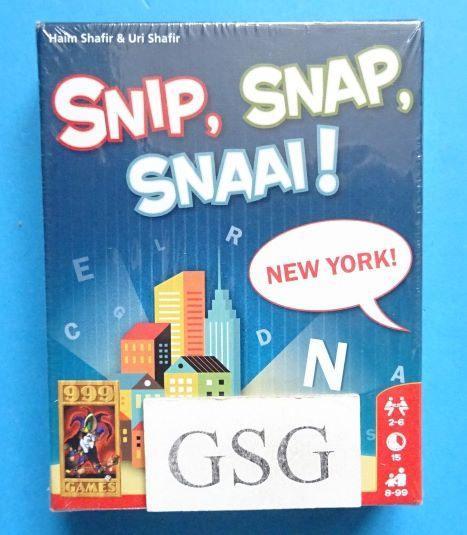 Haim Shafir & Uri Shafir
SNIP, SNAP,
SNAAI!
R
L
E
NEW YORK!
C
G
D
N
A
999
GAMES
S
2-6
15
8-99
GSG